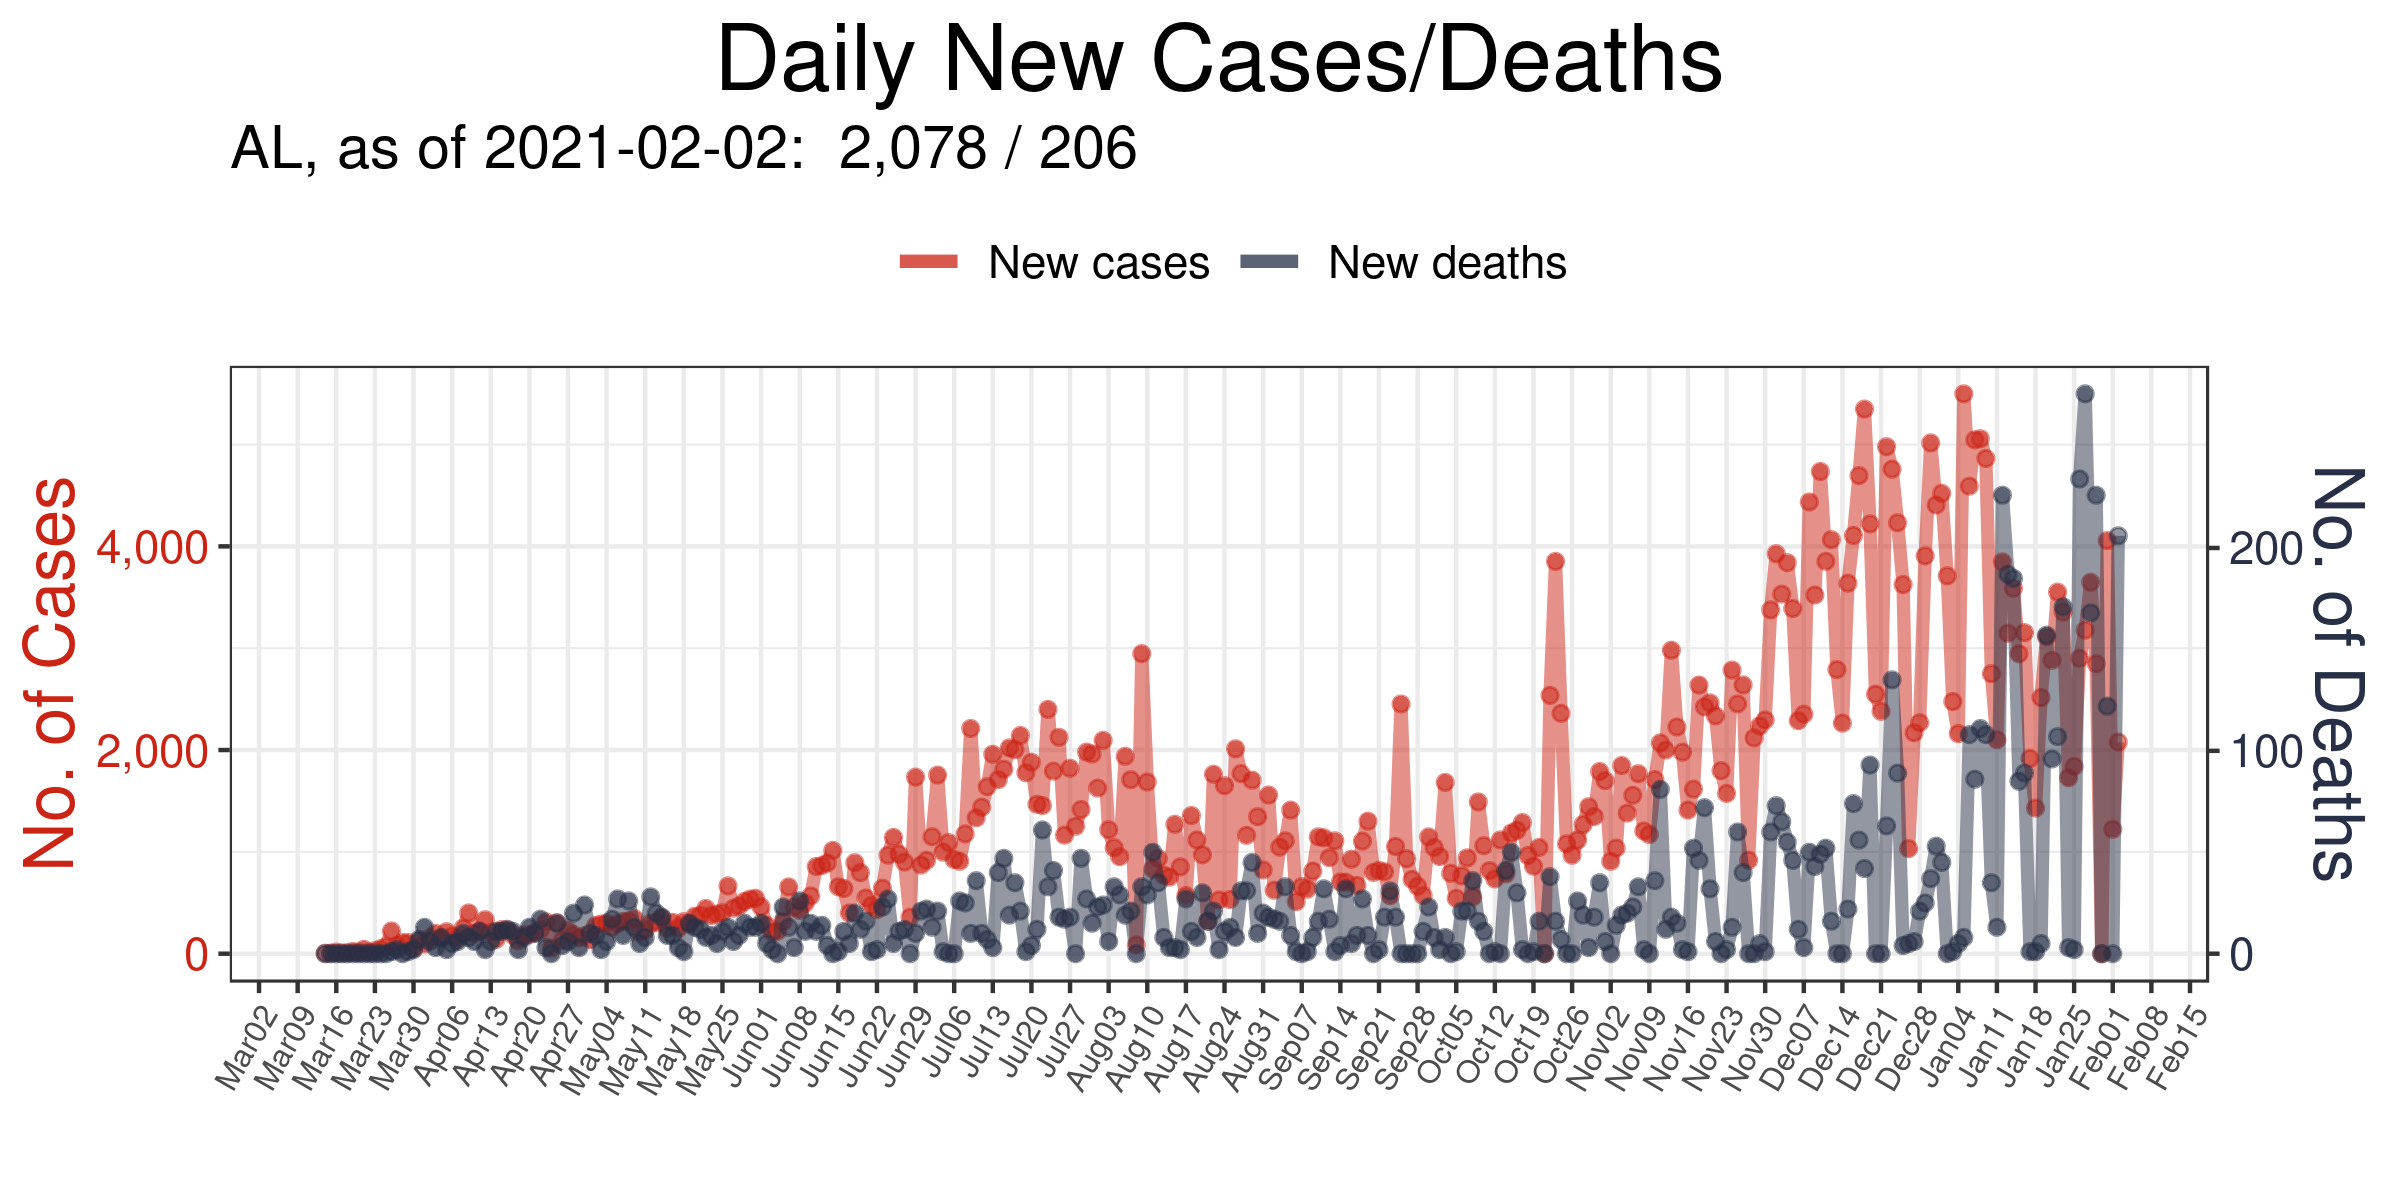 Daily New Cases/Deaths
AL, as of 2021-02-02:  2,078 / 206
New cases New deaths
No. of Cases
4,000
2,000
0
200
100
0
No. of Deaths
Mar02 Mar09 Mar16 Mar23 Mar30 Apr06 Apr13 Apr20 Apr27 May04 May11 May18 May25 Jun01 Jun08 Jun15 Jun22 Jun29 Jul06 Jul13 Jul20 Jul27 Aug03 Aug10 Aug17 Aug24 Aug31 Sep07 Sep14 Sep21 Sep28 Oct05 Oct12 Oct19 Oct26 Nov02 Nov09 Nov16 Nov23 Nov30 Dec07 Dec14 Dec21 Dec28 Jan04 Jan11 Jan18 Jan25 Feb01 Feb08 Feb15